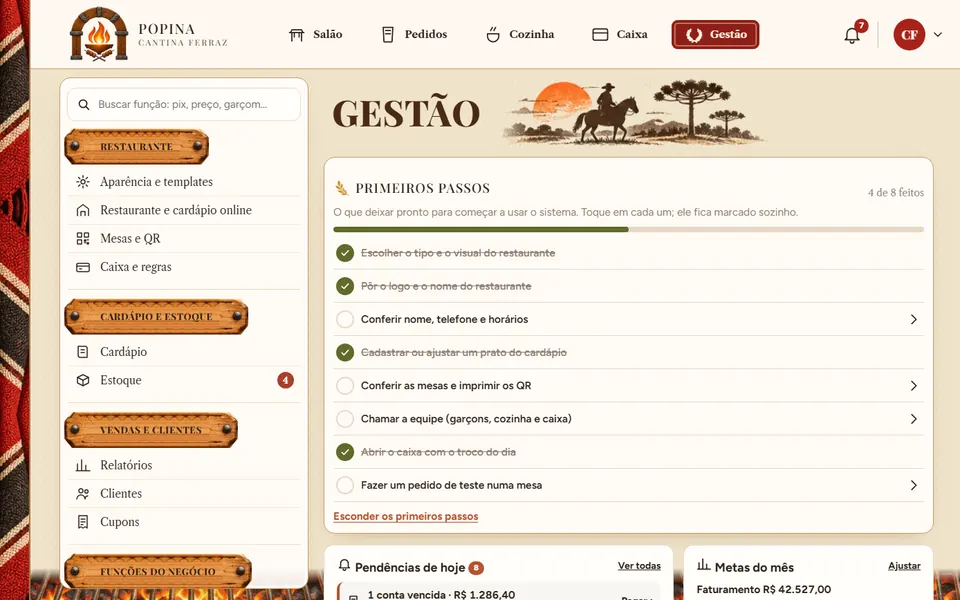 POPINA
CANTINA FERRAZ
Salão
Pedidos
Cozinha
Caixa
Gestão
7
CF
Buscar função: pix, preço, garçom...
RESTAURANTE
Aparência e templates
Restaurante e cardápio online
Mesas e QR
Caixa e regras
CARDÁPIO E ESTOQUE
Cardápio
Estoque
4
VENDAS E CLIENTES
Relatórios
Clientes
Cupons
FUNÇÕES DO NEGÓCIO
GESTÃO
PRIMEIROS PASSOS
4 de 8 feitos
O que deixar pronto para começar a usar o sistema. Toque em cada um; ele fica marcado sozinho.
Escolher o tipo e o visual do restaurante
Pôr o logo e o nome do restaurante
Conferir nome, telefone e horários
Cadastrar ou ajustar um prato do cardápio
Conferir as mesas e imprimir os QR
Chamar a equipe (garçons, cozinha e caixa)
Abrir o caixa com o troco do dia
Fazer um pedido de teste numa mesa
Esconder os primeiros passos
Pendências de hoje 8
Ver todas
1 conta vencida · R$ 1.286,40
Metas do mês
Ajustar
Faturamento R$ 42.527,00